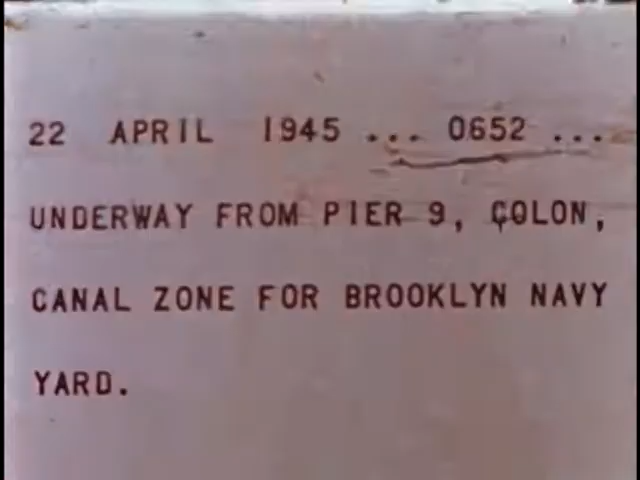 22 APRIL 1945 ... 0652 ...
UNDERWAY FROM PIER 9, COLON,
CANAL ZONE FOR BROOKLYN NAVY
YARD.